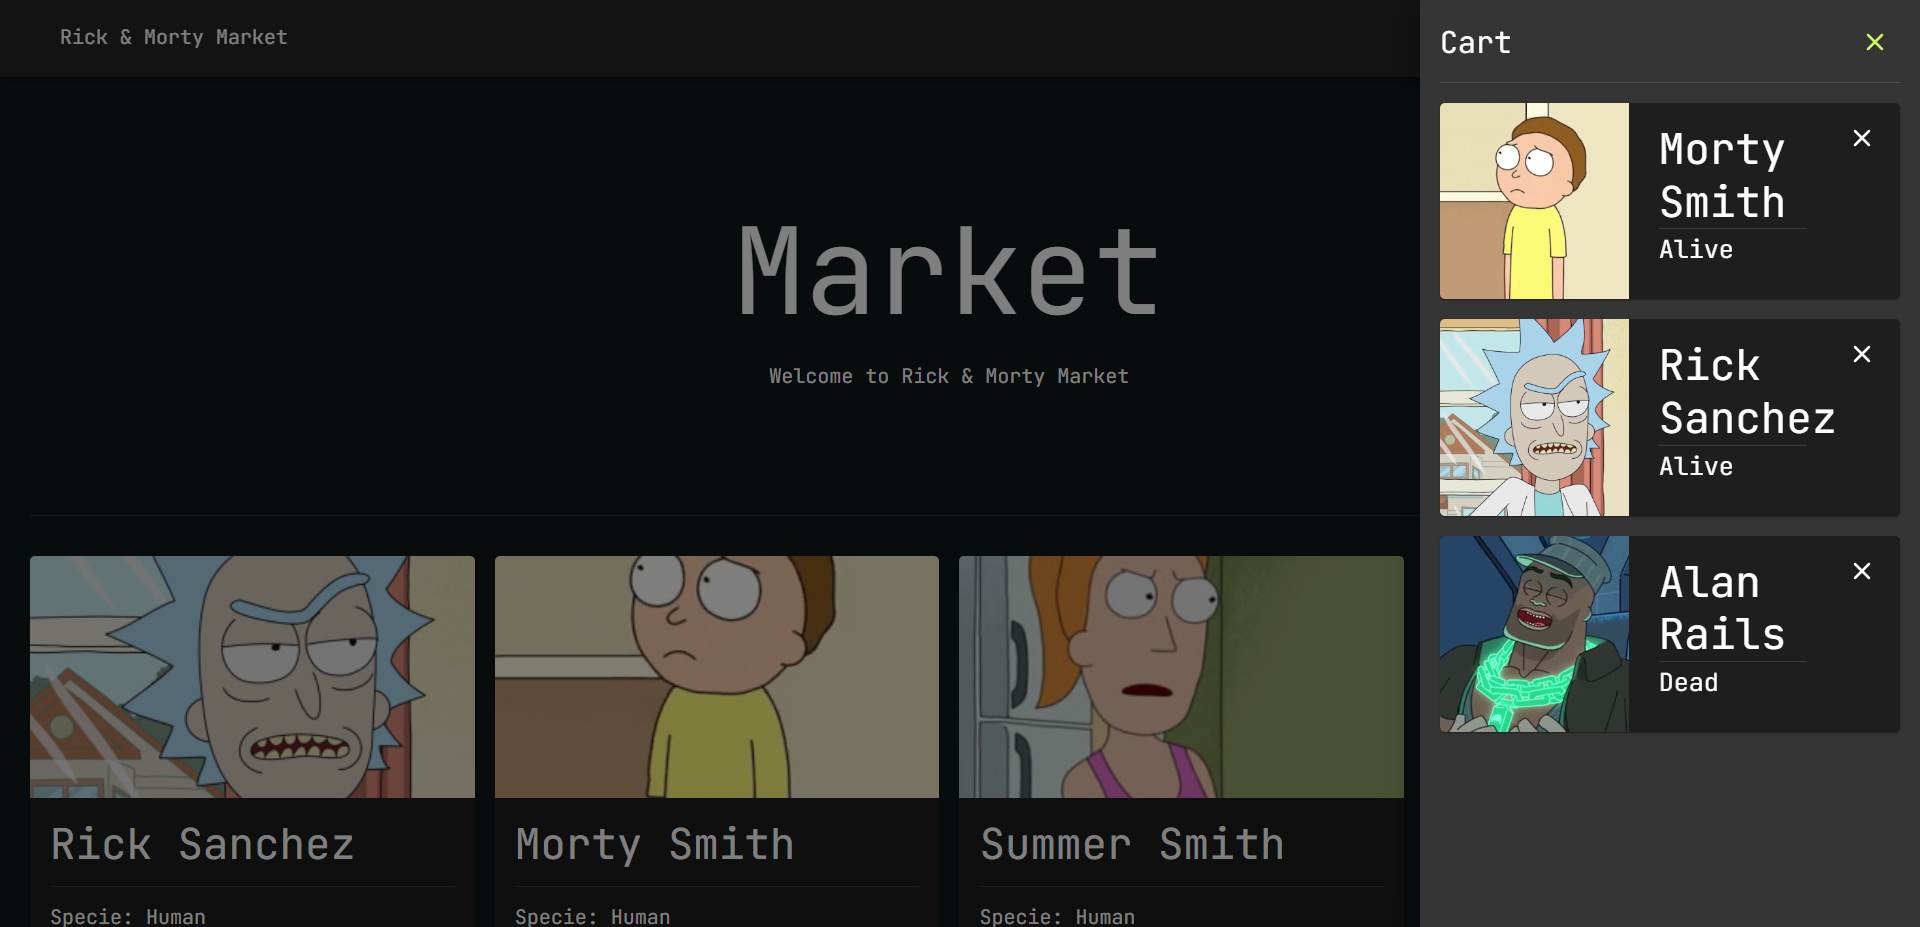 Rick & Morty Market
Market
Welcome to Rick & Morty Market
Rick Sanchez
Specie: Human
Morty Smith
Specie: Human
Summer Smith
Specie: Human
Cart
Morty
Smith
Alive
Rick
Sanchez
Alive
Alan
Rails
Dead